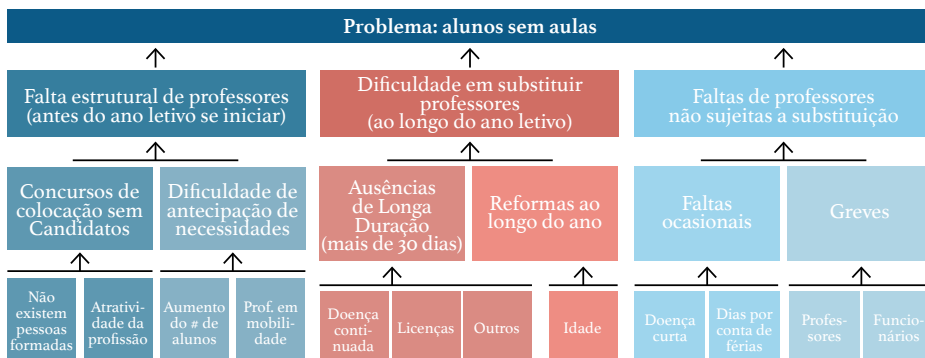 Problema: alunos sem aulas
Falta estrutural de professores
(antes do ano letivo se iniciar)
Dificuldade em substituir
professores
(ao longo do ano letivo)
Faltas de professores
não sujeitas a substituição
Concursos de
colocação sem
Candidatos
Dificuldade de
antecipação de
necessidades
Ausências
de Longa
Duração
(mais de 30 dias)
Reformas ao
longo do ano
Faltas
ocasionais
Greves
Não
existem
pessoas
formadas
Atrativi-
dade da
profissão
Aumento
do # de
alunos
Prof. em
mobili-
dade
Doença
conti-
nuada
Licenças
Outros
Idade
Doença
curta
Dias por
conta de
férias
Profes-
sores
Funcio-
nários